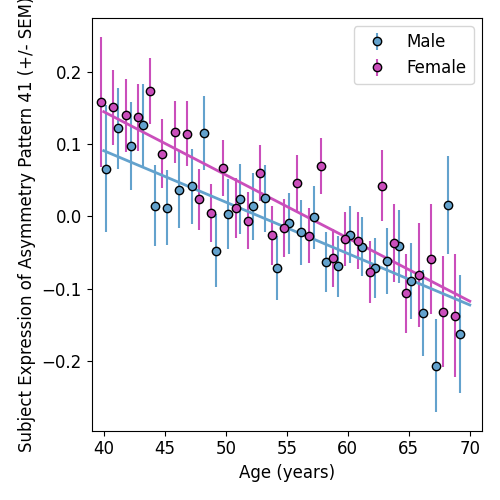 Subject Expression of Asymmetry Pattern 41 (+/- SEM)
0.2
0.1
0.0
−0.1
−0.2
Male
Female
40 45 50 55 60 65 70
Age (years)